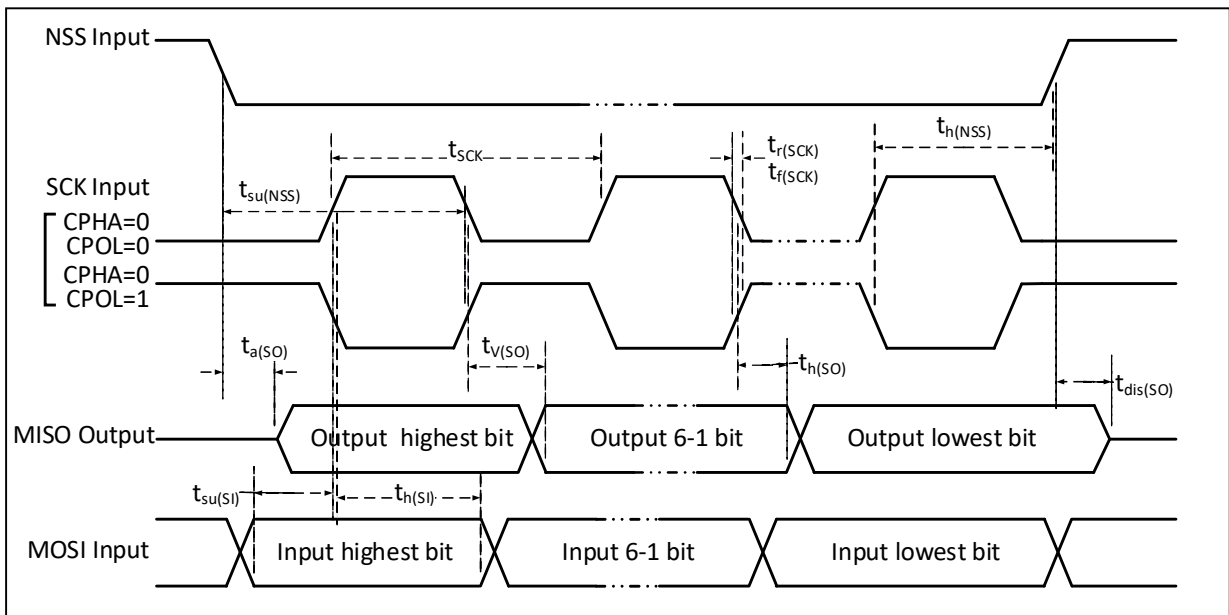 NSS Input
t_SCK
t_r(SCK)
t_f(SCK)
t_h(NSS)
SCK Input
t_su(NSS)
CPHA=0
CPOL=0
CPHA=0
CPOL=1
t_a(SO)
t_V(SO)
t_h(SO)
t_dis(SO)
MISO Output
Output highest bit
Output 6-1 bit
Output lowest bit
t_su(SI)
t_h(SI)
MOSI Input
Input highest bit
Input 6-1 bit
Input lowest bit